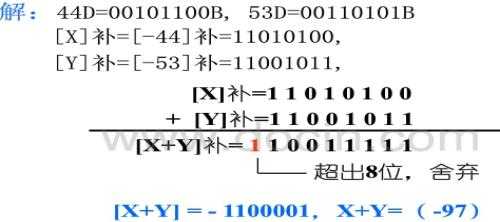 解： 44D=00101100B, 53D=00110101B
[X]补=[-44]补=11010100,
[Y]补=[-53]补=11001011,
[X]补=1 1 0 1 0 1 0 0
+ [Y]补=1 1 0 0 1 0 1 1
[X+Y]补= 1 1 0 0 1 1 1 1 1
超出8位，舍弃
[X+Y] = - 1100001, X+Y= ( -97)